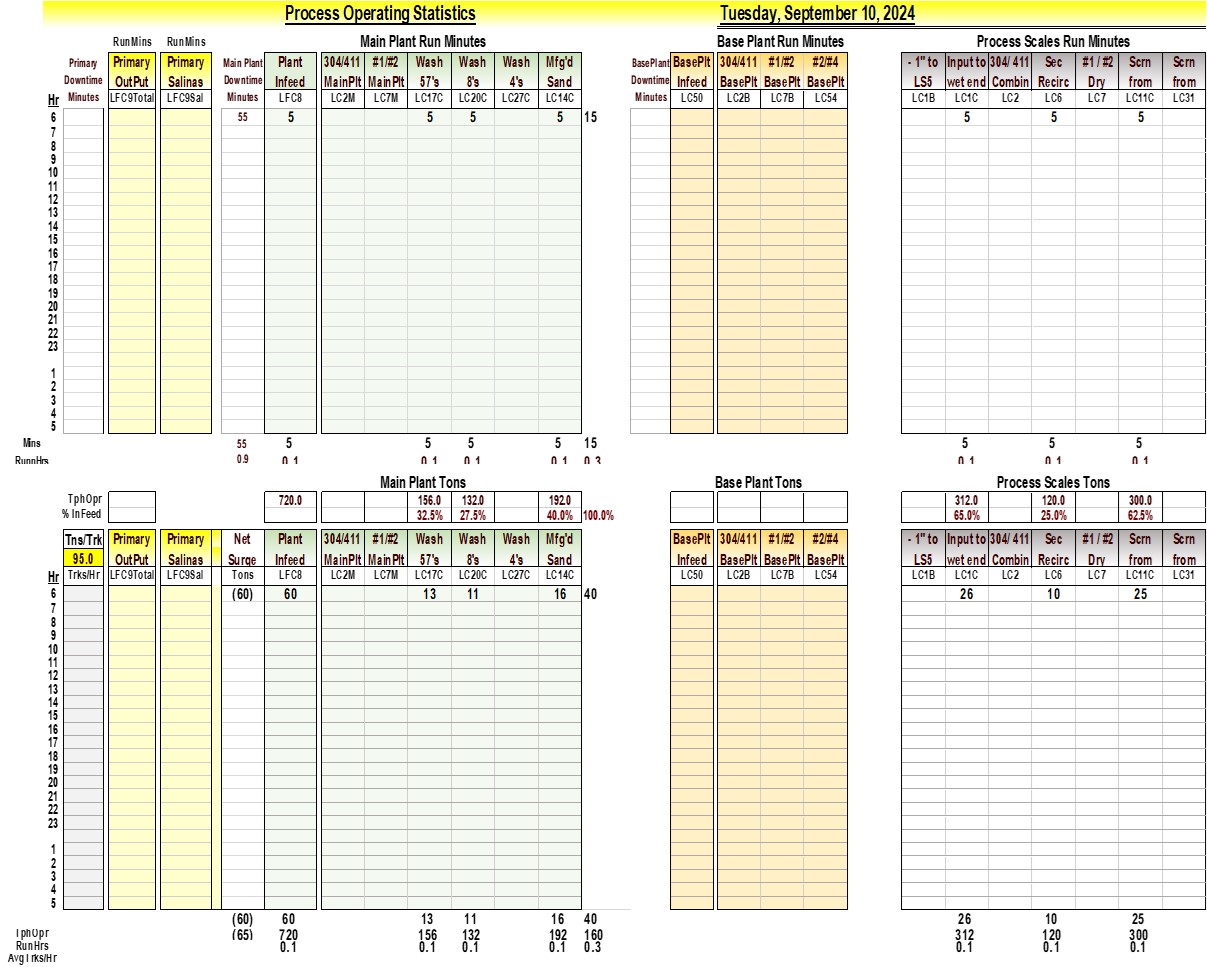 Process Operating Statistics Tuesday, September 10, 2024
RunMins RunMins Main Plant Run Minutes Base Plant Run Minutes Process Scales Run Minutes
Primary Primary Primary Main Plant Plant 304/411 #1/#2 Wash Wash Wash Mfg'd BasePlant BasePlt 304/411 #1/#2 #2/#4 - 1" to Input to 304/ 411 Sec #1 / #2 Scrn Scrn
Downtime OutPut Salinas Downtime Infeed MainPlt MainPlt 57's 8's 4's Sand Downtime Infeed BasePlt BasePlt BasePlt LS5 wet end Combin Recirc Dry from from
Hr Minutes LFC9Total LFC9Sal Minutes LFC8 LC2M LC7M LC17C LC20C LC27C LC14C Minutes LC50 LC2B LC7B LC54 LC1B LC1C LC2 LC6 LC7 LC11C LC31
6 55 5 5 5 5 15 5 5 5
7
8
9
10
11
12
13
14
15
16
17
18
19
20
21
22
23
1
2
3
4
5
Mins 55 5 5 5 5 15 5 5 5
RunnHrs 0.9 0.1 0.1 0.1 0.1 0.3 0.1 0.1 0.1
Main Plant Tons Base Plant Tons Process Scales Tons
TphOpr 720.0 156.0 132.0 192.0 312.0 120.0 300.0
% InFeed 32.5% 27.5% 40.0% 100.0% 65.0% 25.0% 62.5%
Tns/Trk Primary Primary Net Plant 304/411 #1/#2 Wash Wash Wash Mfg'd BasePlt 304/411 #1/#2 #2/#4 - 1" to Input to 304/ 411 Sec #1 / #2 Scrn Scrn
95.0 OutPut Salinas Surge Infeed MainPlt MainPlt 57's 8's 4's Sand Infeed BasePlt BasePlt BasePlt LS5 wet end Combin Recirc Dry from from
Hr Trks/Hr LFC9Total LFC9Sal Tons LFC8 LC2M LC7M LC17C LC20C LC27C LC14C LC50 LC2B LC7B LC54 LC1B LC1C LC2 LC6 LC7 LC11C LC31
6 (60) 60 13 11 16 40 26 10 25
7
8
9
10
11
12
13
14
15
16
17
18
19
20
21
22
23
1
2
3
4
5
(60) 60 13 11 16 40 26 10 25
TphOpr (65) 720 156 132 192 160 312 120 300
RunHrs 0.1 0.1 0.1 0.1 0.3 0.1 0.1 0.1
Avg Trks/Hr